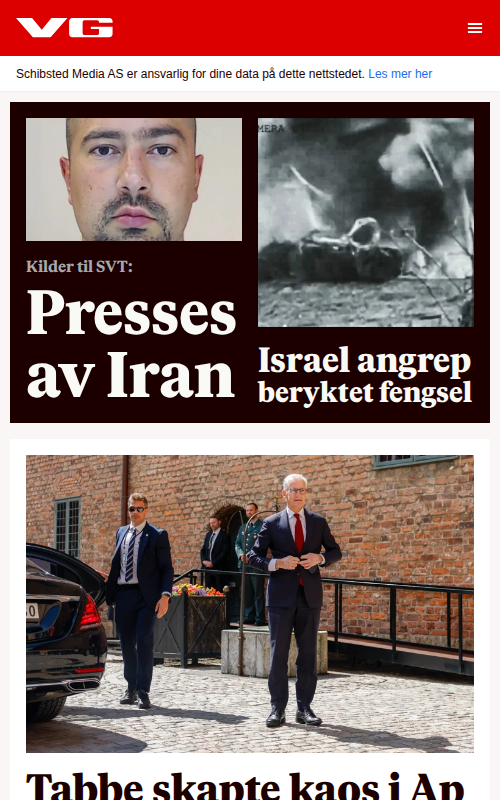 VG
Schibsted Media AS er ansvarlig for dine data på dette nettstedet. Les mer her
MERA
Kilder til SVT:
Presses
av Iran
Israel angrep
beryktet fengsel
Tabbe skapte kaos i Ap